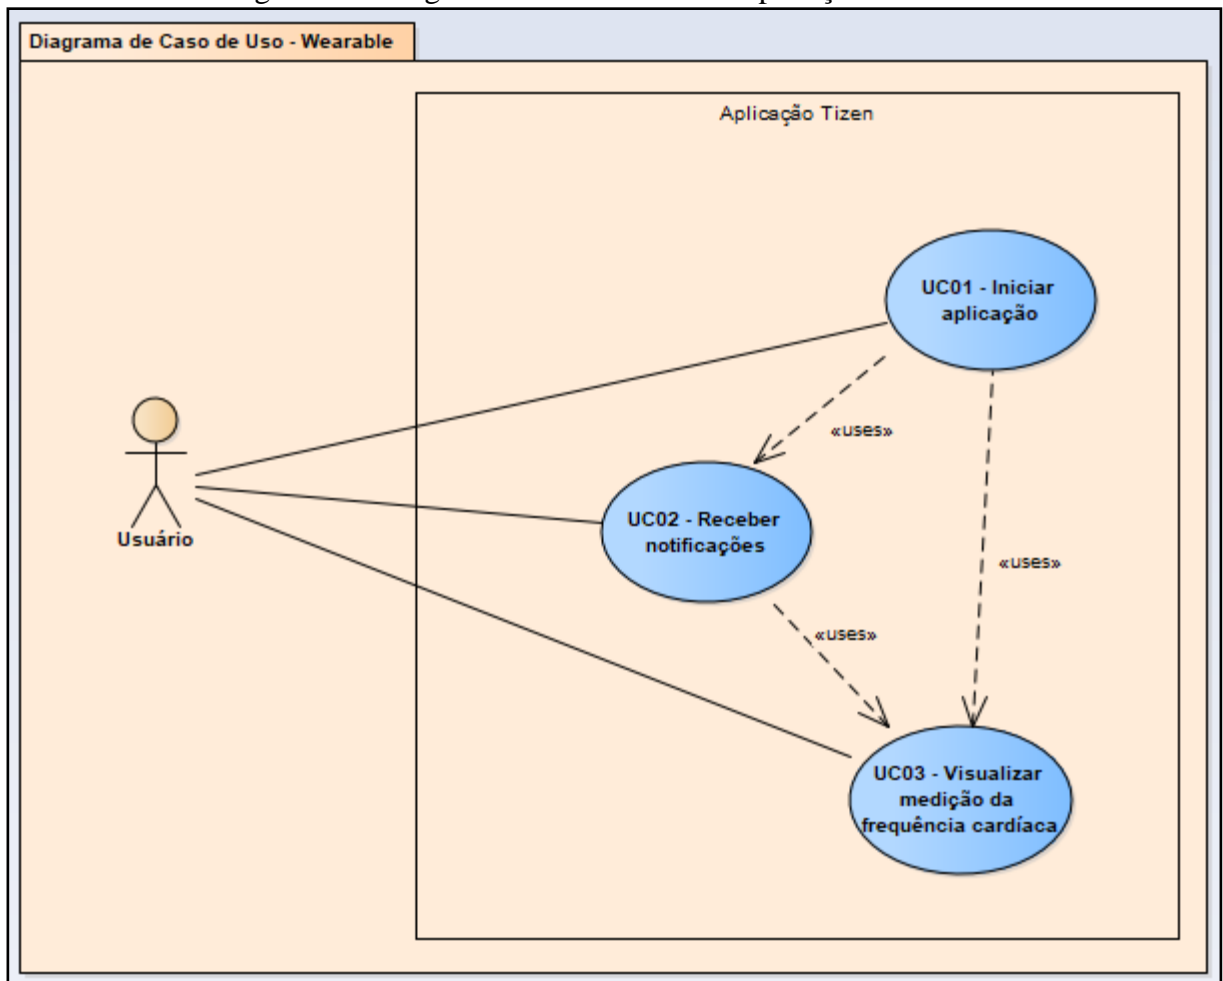 Diagrama de Caso de Uso - Wearable
Aplicação Tizen
UC01 - Iniciar
aplicação
«uses»
Usuário
UC02 - Receber
notificações
«uses»
«uses»
UC03 - Visualizar
medição da
frequência cardíaca